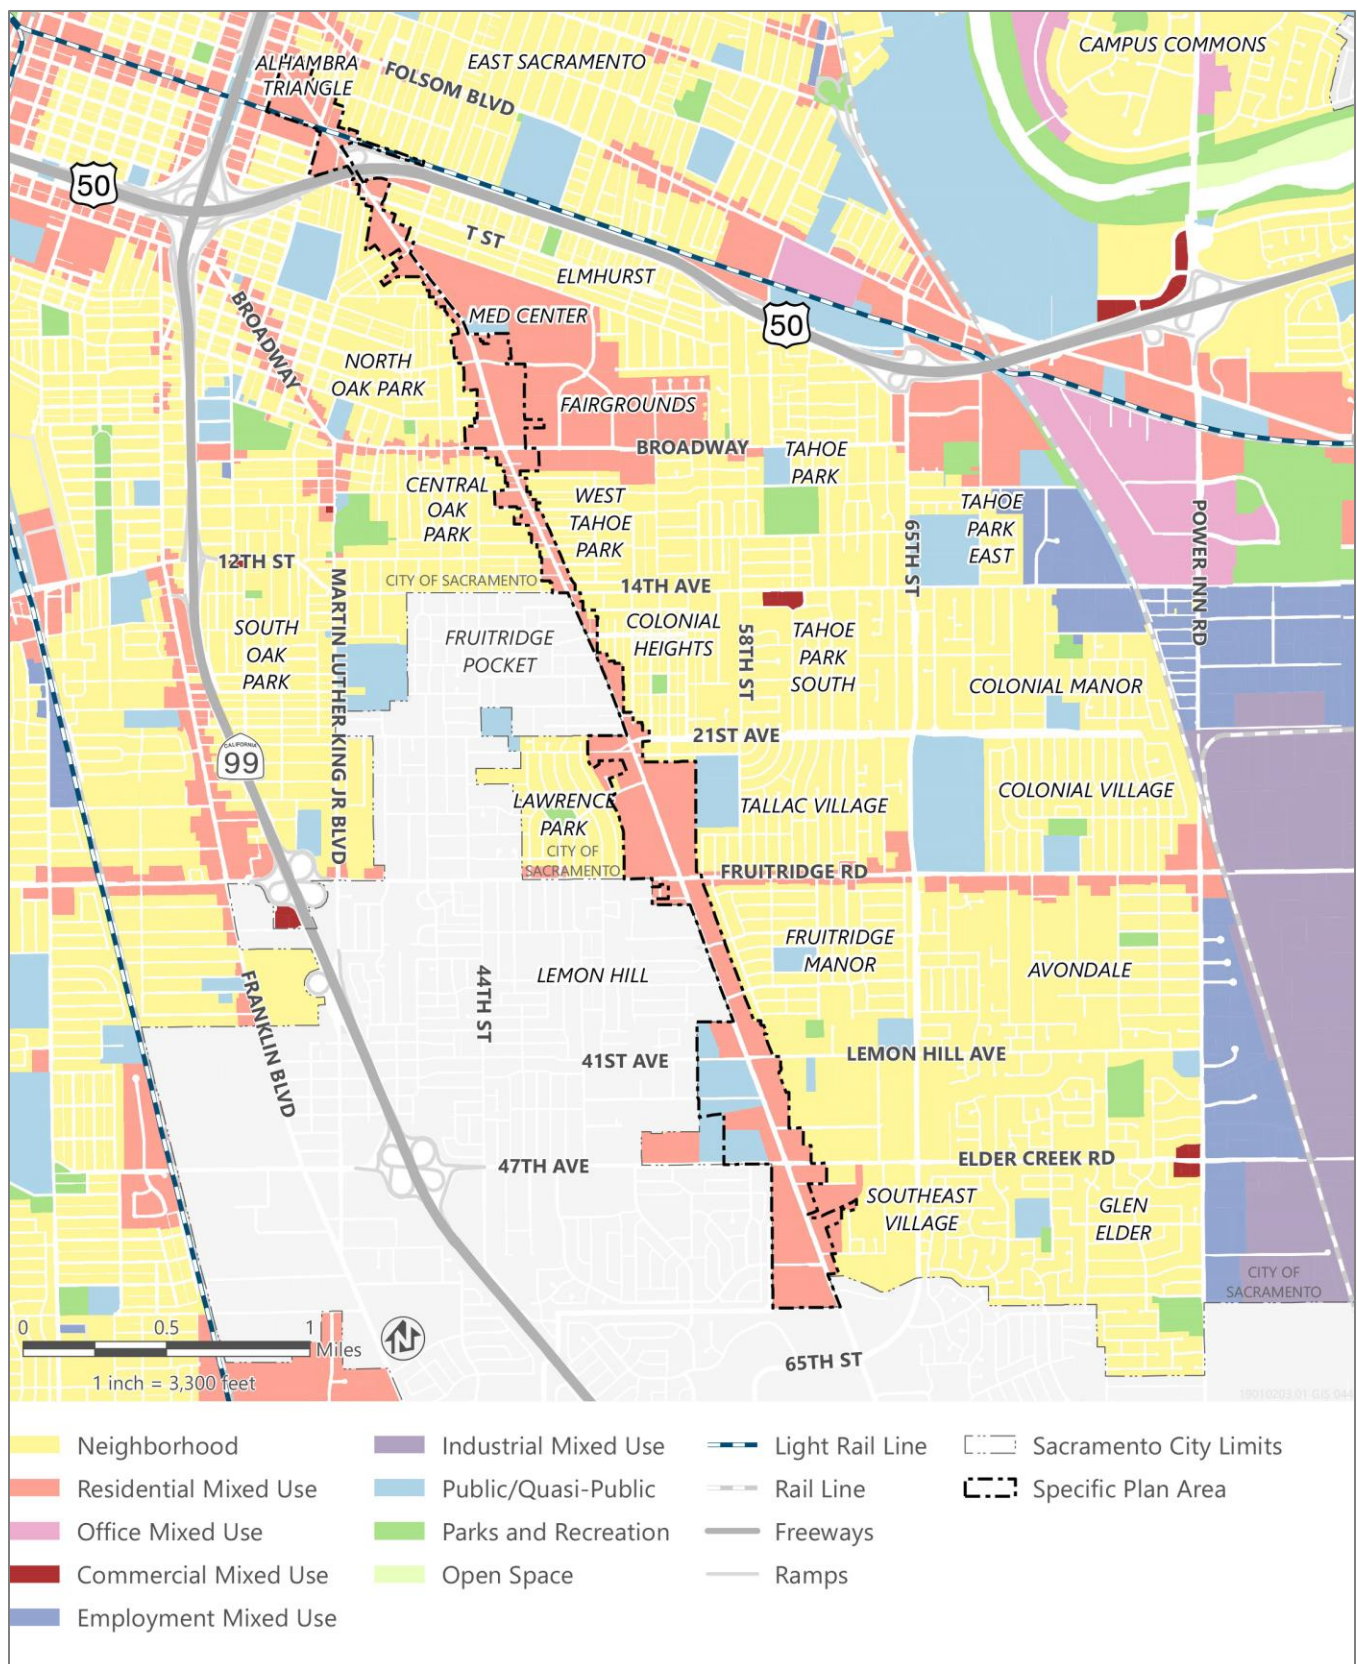 ALHAMBRA
TRIANGLE
FOLSOM BLVD
EAST SACRAMENTO
CAMPUS COMMONS
50
T ST
ELMHURST
MED CENTER
50
BROADWAY
NORTH
OAK PARK
FAIRGROUNDS
BROADWAY
TAHOE
PARK
CENTRAL
OAK
PARK
WEST
TAHOE
PARK
TAHOE
PARK
EAST
65TH ST
POWER INN RD
12TH ST
CITY OF SACRAMENTO
14TH AVE
MARTIN LUTHER KING JR BLVD
SOUTH
OAK
PARK
FRUITRIDGE
POCKET
COLONIAL
HEIGHTS
58TH ST
TAHOE
PARK
SOUTH
COLONIAL MANOR
21ST AVE
CALIFORNIA
99
LAWRENCE
PARK
CITY OF
SACRAMENTO
TALLAC VILLAGE
COLONIAL VILLAGE
FRUITRIDGE RD
FRUITRIDGE
MANOR
AVONDALE
LEMON HILL
44TH ST
FRANKLIN BLVD
41ST AVE
LEMON HILL AVE
47TH AVE
ELDER CREEK RD
SOUTHEAST
VILLAGE
GLEN
ELDER
CITY OF
SACRAMENTO
0 0.5 1
Miles
N
1 inch = 3,300 feet
65TH ST
19010203.01 GIS 044
Neighborhood
Residential Mixed Use
Office Mixed Use
Commercial Mixed Use
Employment Mixed Use
Industrial Mixed Use
Public/Quasi-Public
Parks and Recreation
Open Space
Light Rail Line
Rail Line
Freeways
Ramps
Sacramento City Limits
Specific Plan Area